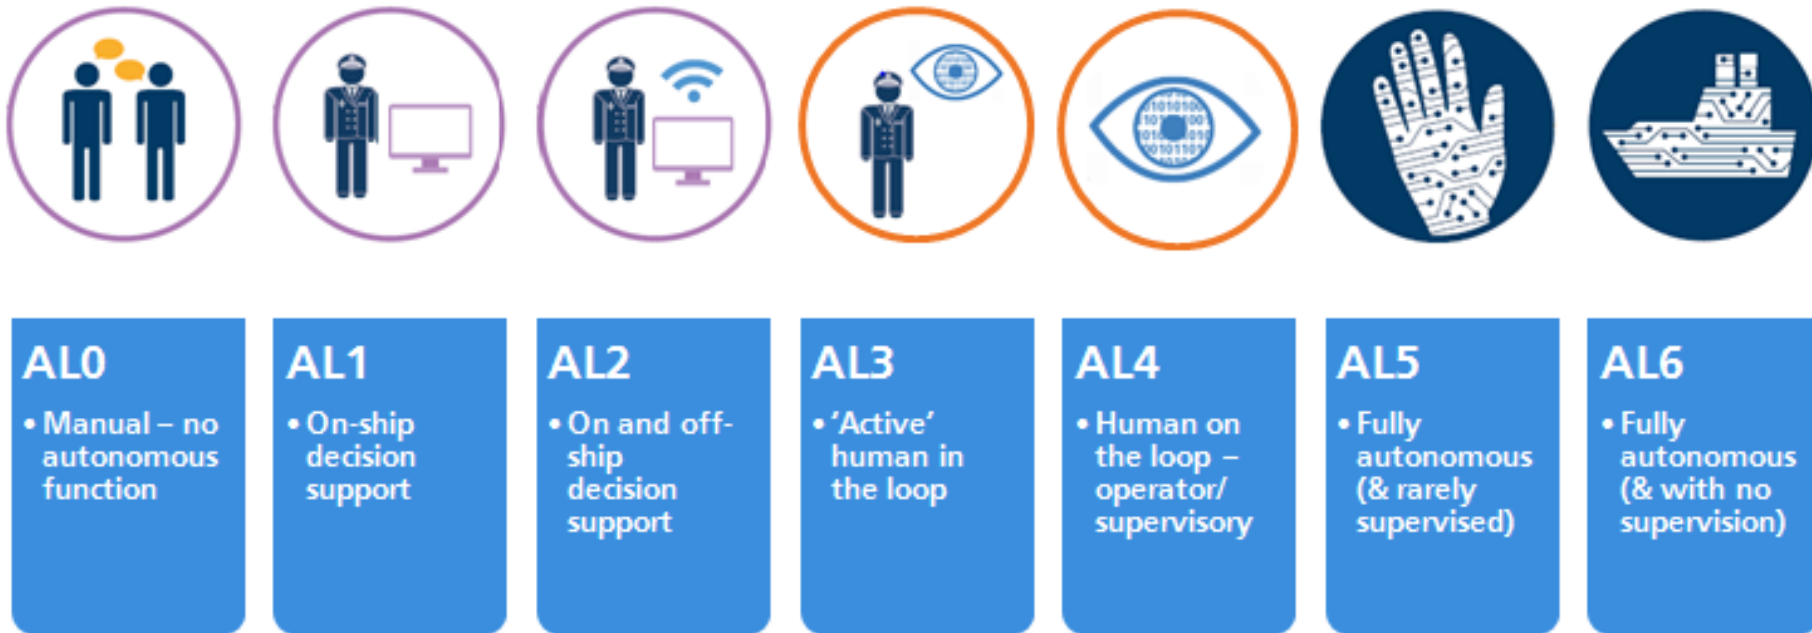 AL0
• Manual – no
autonomous
function
AL1
• On-ship
decision
support
AL2
• On and off-
ship
decision
support
AL3
• ‘Active’
human in
the loop
AL4
• Human on
the loop –
operator/
supervisory
AL5
• Fully
autonomous
(& rarely
supervised)
AL6
• Fully
autonomous
(& with no
supervision)